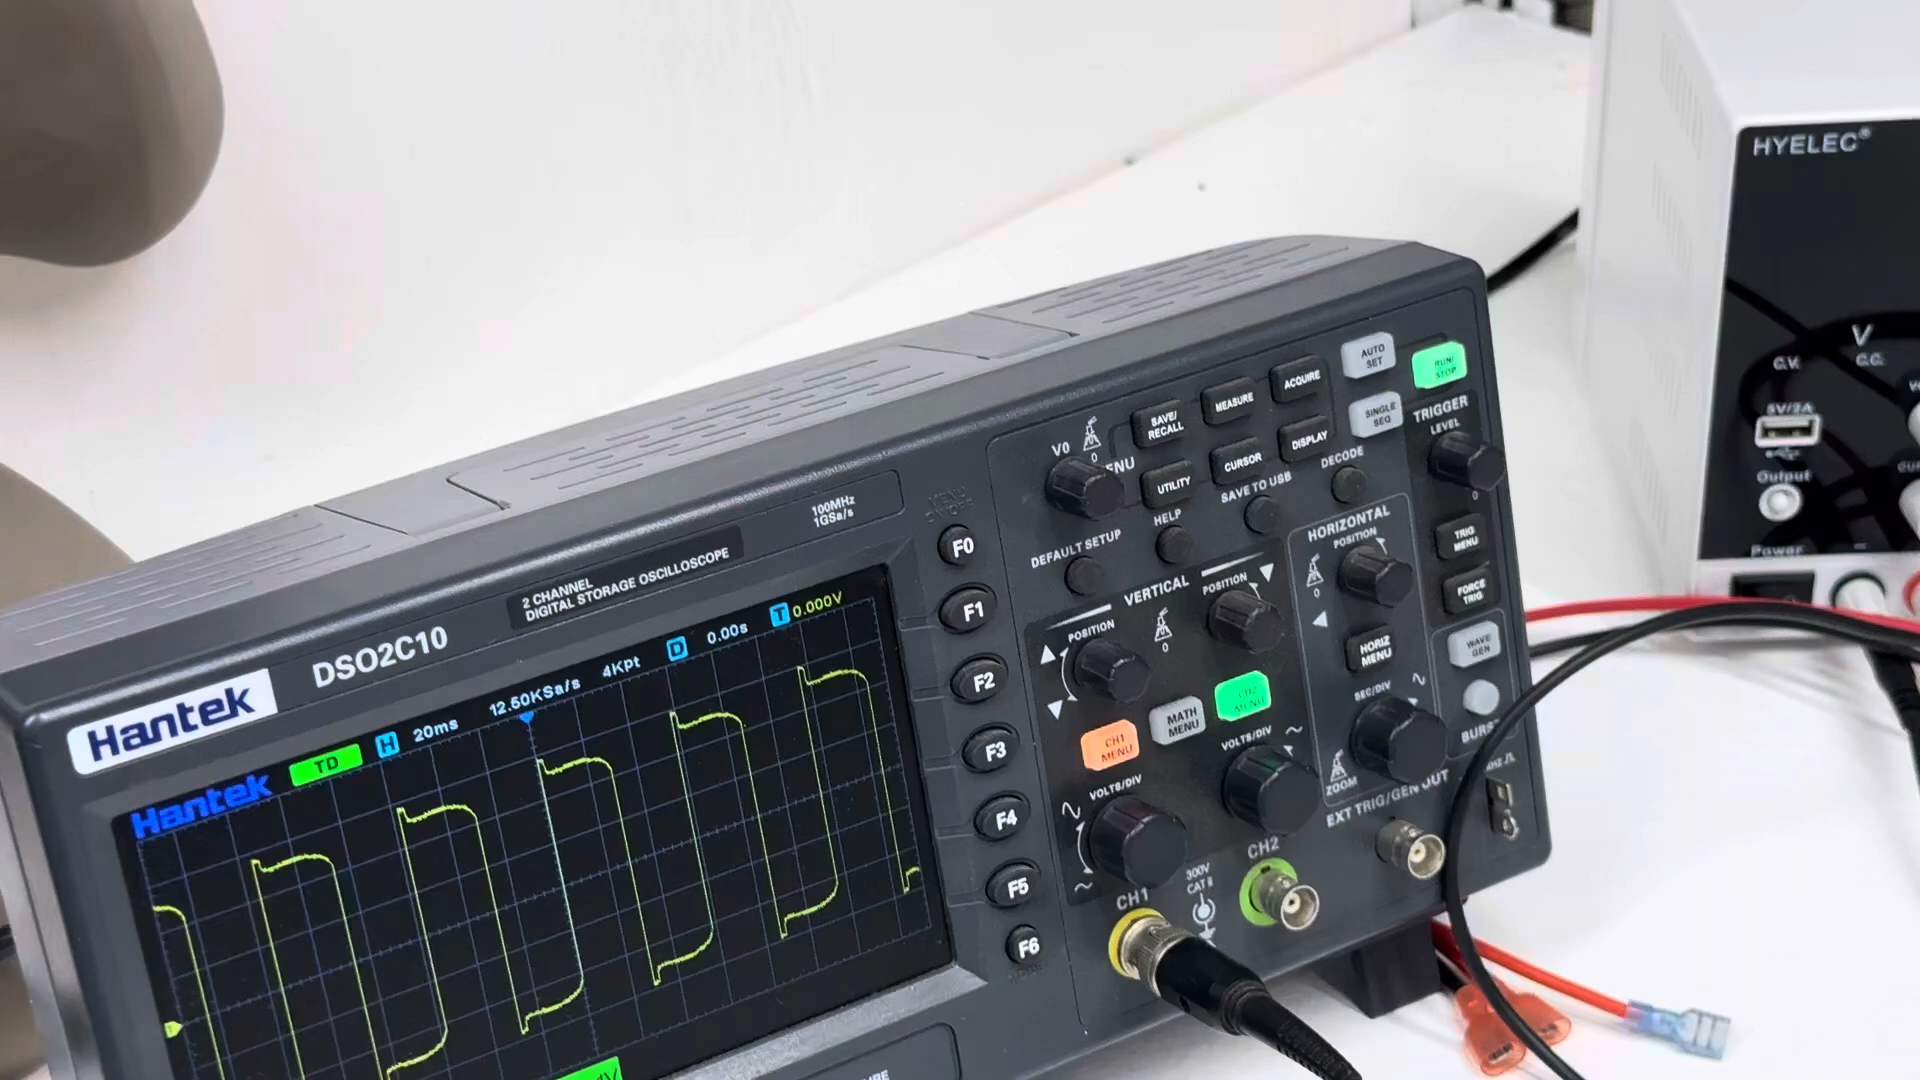 HYELEC®
V
C.V.
C.C.
5V/2A
Output
Power
Hantek
DSO2C10
2 CHANNEL
DIGITAL STORAGE OSCILLOSCOPE
100MHz
1GSa/s
Hantek
TD
H
20ms
12.50KSa/s
4Kpt
D
0.00s
T
0.000V
MENU
ON/OFF
F0
F1
F2
F3
F4
F5
F6
V0
0
SAVE/
RECALL
MEASURE
ACQUIRE
AUTO
SET
RUN/
STOP
UTILITY
CURSOR
DISPLAY
SINGLE
SEQ
TRIGGER
LEVEL
0
DEFAULT SETUP
HELP
SAVE TO USB
DECODE
TRIG
MENU
FORCE
TRIG
VERTICAL
POSITION
0
POSITION
HORIZONTAL
POSITION
0
HORIZ
MENU
SEC/DIV
ZOOM
WAVE
GEN
CH1
MENU
MATH
MENU
CH2
MENU
VOLTS/DIV
VOLTS/DIV
EXT TRIG/GEN OUT
CH1
300V
CAT II
CH2